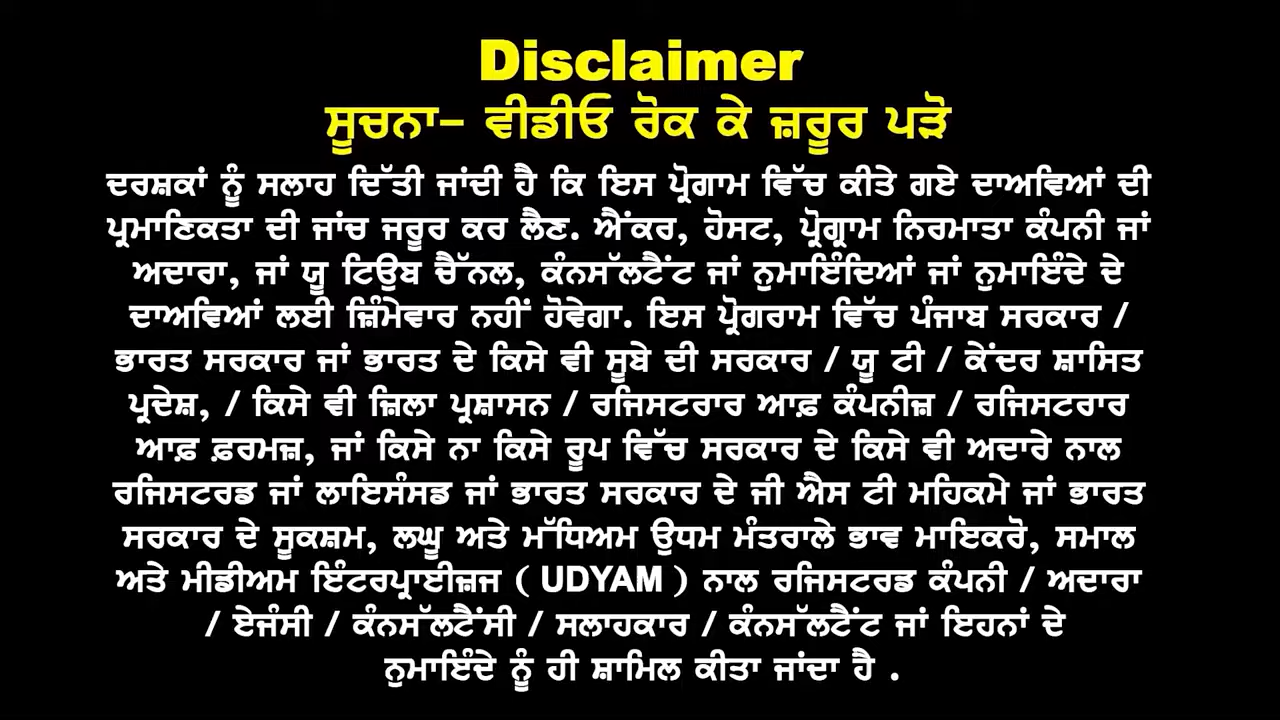 Disclaimer
ਸੂਚਨਾ- ਵੀਡੀਓ ਰੋਕ ਕੇ ਜ਼ਰੂਰ ਪੜੋ
ਦਰਸ਼ਕਾਂ ਨੂੰ ਸਲਾਹ ਦਿੱਤੀ ਜਾਂਦੀ ਹੈ ਕਿ ਇਸ ਪ੍ਰੋਗਾਮ ਵਿੱਚ ਕੀਤੇ ਗਏ ਦਾਅਵਿਆਂ ਦੀ
ਪ੍ਰਮਾਣਿਕਤਾ ਦੀ ਜਾਂਚ ਜਰੂਰ ਕਰ ਲੈਣ. ਐਂਕਰ, ਹੋਸਟ, ਪ੍ਰੋਗ੍ਰਾਮ ਨਿਰਮਾਤਾ ਕੰਪਨੀ ਜਾਂ
ਅਦਾਰਾ, ਜਾਂ ਯੂ ਟਿਊਬ ਚੈੱਨਲ, ਕੰਨਸੱਲਟੈਂਟ ਜਾਂ ਨੁਮਾਇੰਦਿਆਂ ਜਾਂ ਨੁਮਾਇੰਦੇ ਦੇ
ਦਾਅਵਿਆਂ ਲਈ ਜ਼ਿੰਮੇਵਾਰ ਨਹੀਂ ਹੋਵੇਗਾ. ਇਸ ਪ੍ਰੋਗਰਾਮ ਵਿੱਚ ਪੰਜਾਬ ਸਰਕਾਰ /
ਭਾਰਤ ਸਰਕਾਰ ਜਾਂ ਭਾਰਤ ਦੇ ਕਿਸੇ ਵੀ ਸੂਬੇ ਦੀ ਸਰਕਾਰ / ਯੂ ਟੀ / ਕੇਂਦਰ ਸ਼ਾਸਿਤ
ਪ੍ਰਦੇਸ਼, / ਕਿਸੇ ਵੀ ਜ਼ਿਲਾ ਪ੍ਰਸ਼ਾਸਨ / ਰਜਿਸਟਰਾਰ ਆਫ਼ ਕੰਪਨੀਜ਼ / ਰਜਿਸਟਰਾਰ
ਆਫ਼ ਫ਼ਰਮਜ਼, ਜਾਂ ਕਿਸੇ ਨਾ ਕਿਸੇ ਰੂਪ ਵਿੱਚ ਸਰਕਾਰ ਦੇ ਕਿਸੇ ਵੀ ਅਦਾਰੇ ਨਾਲ
ਰਜਿਸਟਰਡ ਜਾਂ ਲਾਇਸੰਸਡ ਜਾਂ ਭਾਰਤ ਸਰਕਾਰ ਦੇ ਜੀ ਐਸ ਟੀ ਮਹਿਕਮੇ ਜਾਂ ਭਾਰਤ
ਸਰਕਾਰ ਦੇ ਸੂਕਸ਼ਮ, ਲਘੂ ਅਤੇ ਮੱਧਿਅਮ ਉਧਮ ਮੰਤਰਾਲੇ ਭਾਵ ਮਾਇਕਰੋ, ਸਮਾਲ
ਅਤੇ ਮੀਡੀਅਮ ਇੰਟਰਪ੍ਰਾਈਜ਼ਜ ( UDYAM ) ਨਾਲ ਰਜਿਸਟਰਡ ਕੰਪਨੀ / ਅਦਾਰਾ
/ ਏਜੰਸੀ / ਕੰਨਸੱਲਟੈਂਸੀ / ਸਲਾਹਕਾਰ / ਕੰਨਸੱਲਟੈਂਟ ਜਾਂ ਇਹਨਾਂ ਦੇ
ਨੁਮਾਇੰਦੇ ਨੂੰ ਹੀ ਸ਼ਾਮਿਲ ਕੀਤਾ ਜਾਂਦਾ ਹੈ .